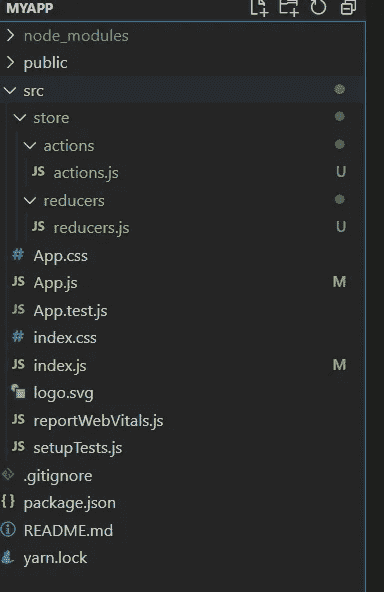 MYAPP
node_modules
public
src
store
actions
JS actions.js U
reducers
JS reducers.js U
# App.css
JS App.js M
JS App.test.js
# index.css
JS index.js M
logo.svg
JS reportWebVitals.js
JS setupTests.js
.gitignore
{} package.json
README.md
yarn.lock